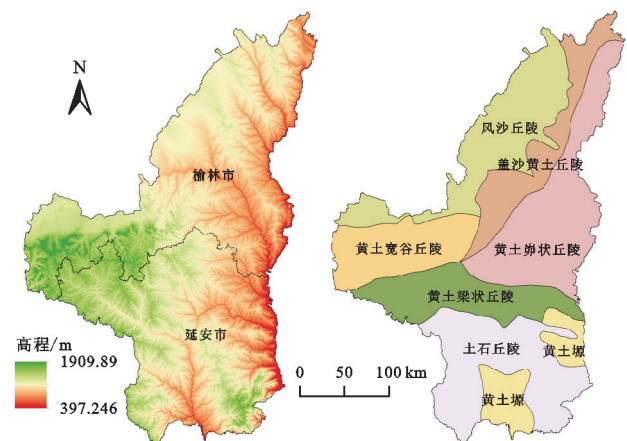 N
榆林市
延安市
高程/m
1909.89
397.246
0 50 100 km
风沙丘陵
盖沙黄土丘陵
黄土宽谷丘陵
黄土峁状丘陵
黄土梁状丘陵
土石丘陵
黄土塬
黄土塬